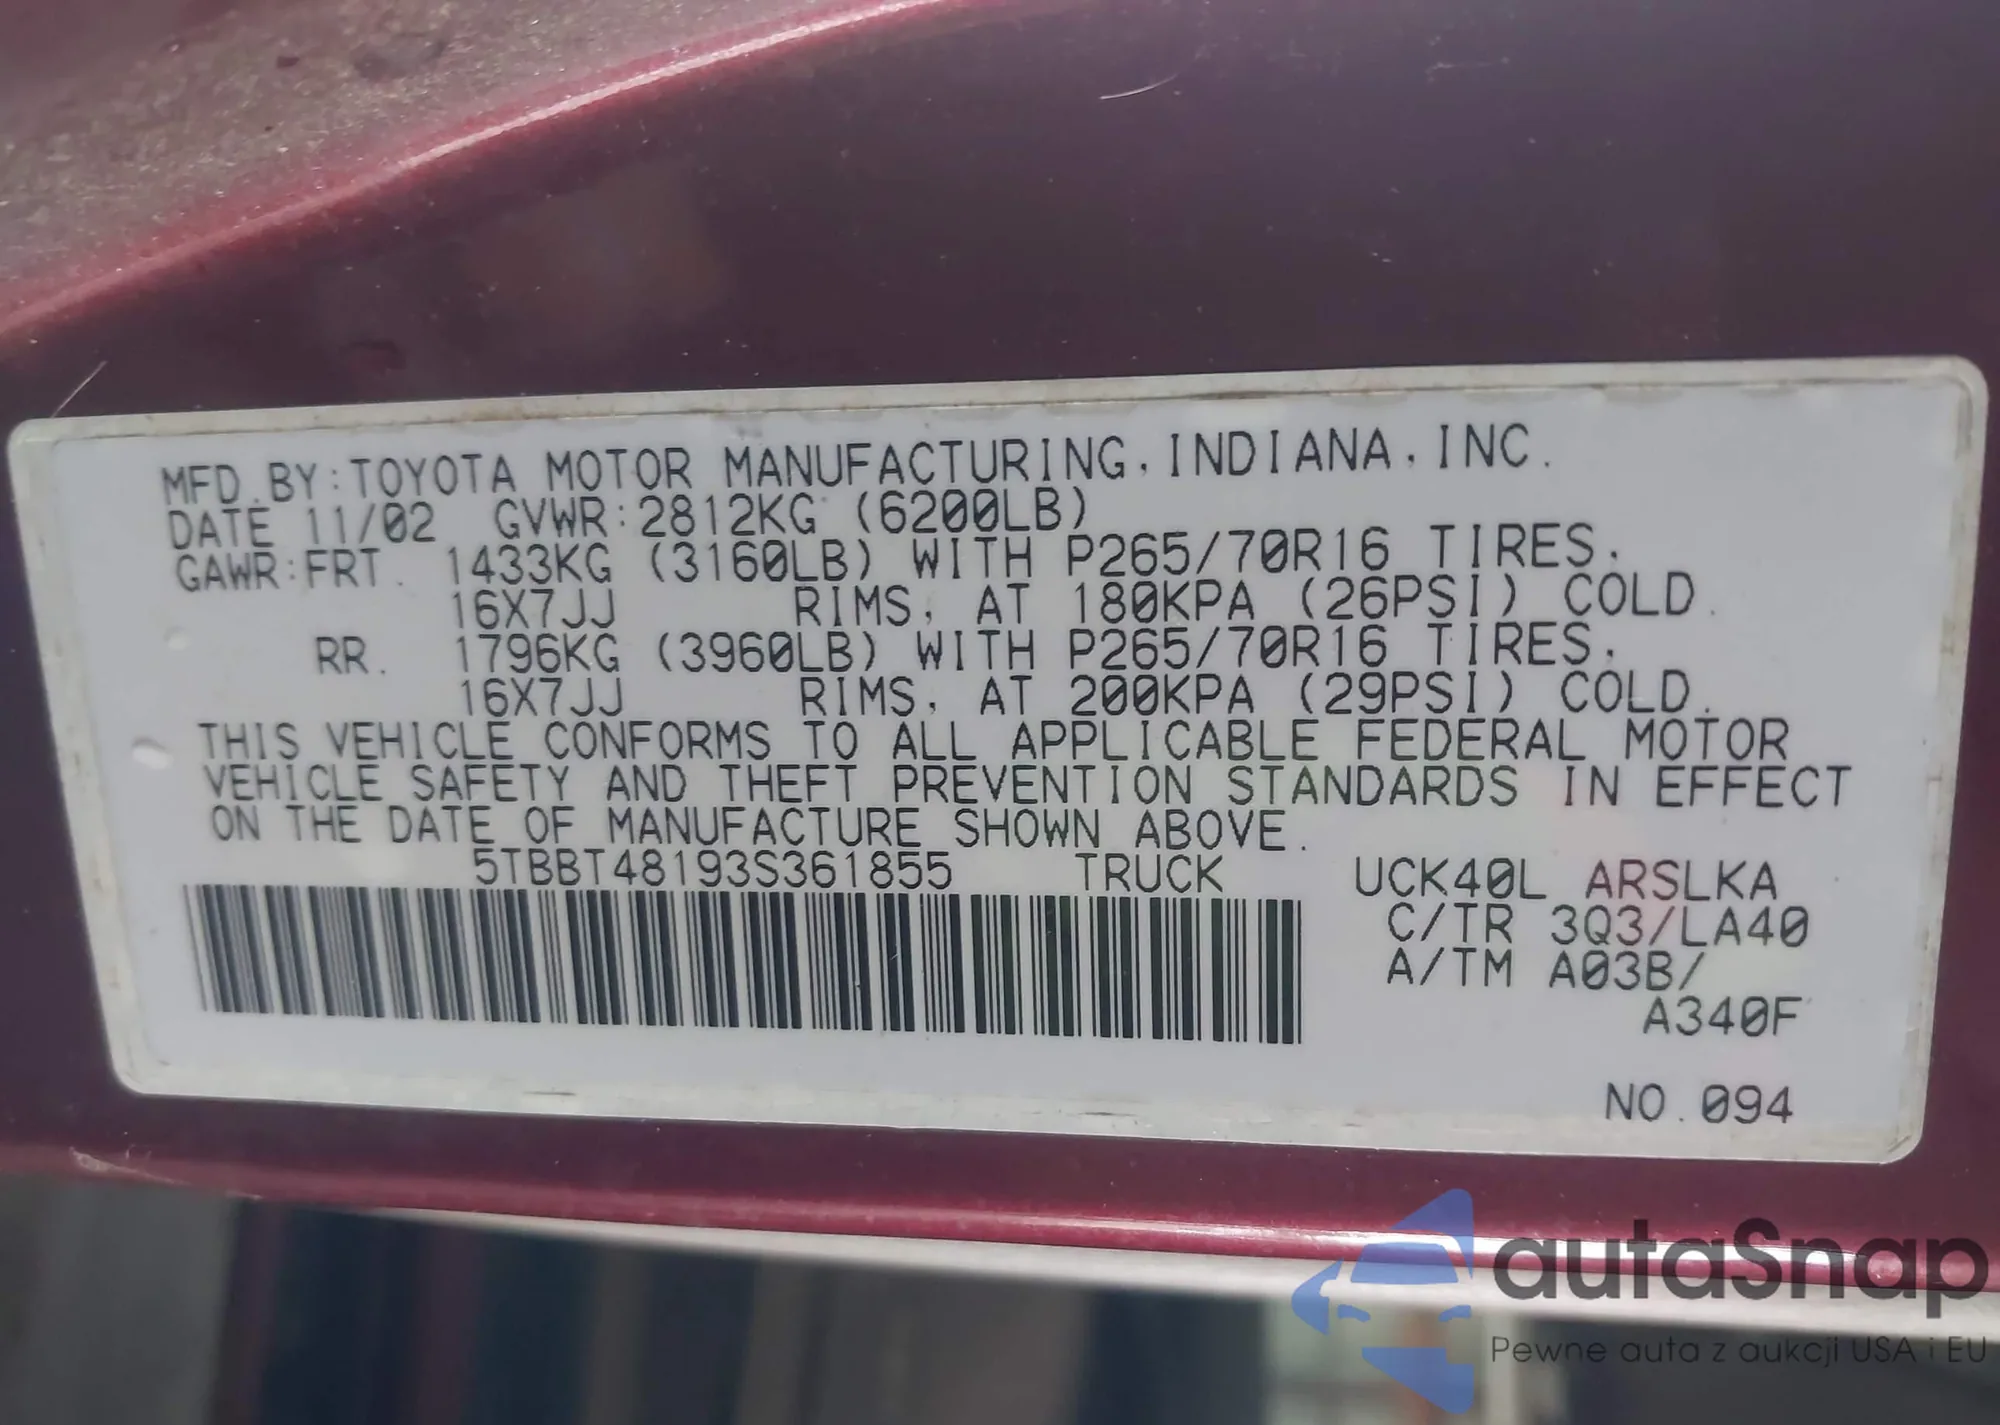 MFD.BY:TOYOTA MOTOR MANUFACTURING,INDIANA,INC.
DATE 11/02 GVWR:2812KG (6200LB)
GAWR:FRT. 1433KG (3160LB) WITH P265/70R16 TIRES,
16X7JJ RIMS, AT 180KPA (26PSI) COLD.
RR. 1796KG (3960LB) WITH P265/70R16 TIRES,
16X7JJ RIMS, AT 200KPA (29PSI) COLD.
THIS VEHICLE CONFORMS TO ALL APPLICABLE FEDERAL MOTOR
VEHICLE SAFETY AND THEFT PREVENTION STANDARDS IN EFFECT
ON THE DATE OF MANUFACTURE SHOWN ABOVE.
5TBBT48193S361855 TRUCK UCK40L ARSLKA
C/TR 3Q3/LA40
A/TM A03B/
A340F
NO.094
autaSnap
Pewne auta z aukcji USA i EU